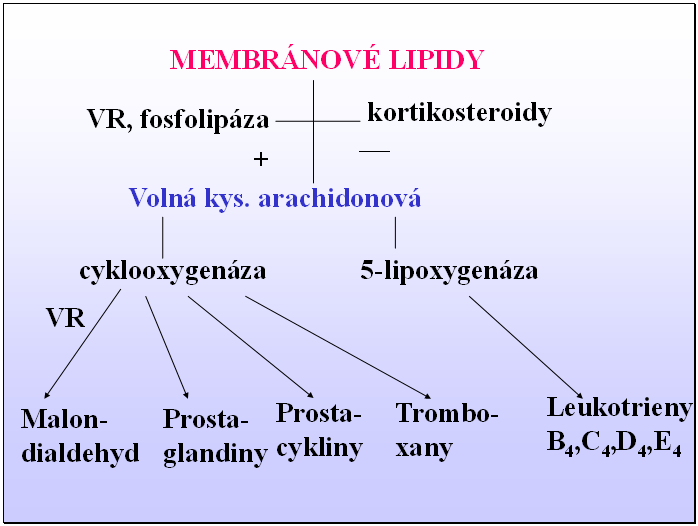 MEMBRÁNOVÉ LIPIDY
VR, fosfolipáza
kortikosteroidy
+
—
Volná kys. arachidonová
cyklooxygenáza
5-lipoxygenáza
VR
Malon-
dialdehyd
Prosta-
glandiny
Prosta-
cykliny
Trombo-
xany
Leukotrieny
B₄,C₄,D₄,E₄